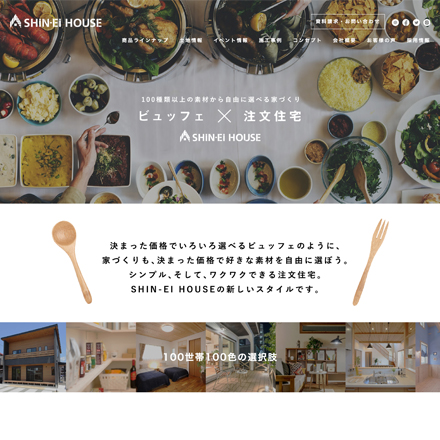 SHIN-EI HOUSE
資料請求・お問い合わせ
商品ラインナップ 土地情報 イベント情報 施工事例 コンセプト 会社概要 お客様の声 採用情報
100種類以上の素材から自由に選べる家づくり
ビュッフェ × 注文住宅
SHIN-EI HOUSE
決まった価格でいろいろ選べるビュッフェのように、
家づくりも、決まった価格で好きな素材を自由に選ぼう。
シンプル、そして、ワクワクできる注文住宅。
SHIN-EI HOUSEの新しいスタイルです。
100世帯100色の選択肢